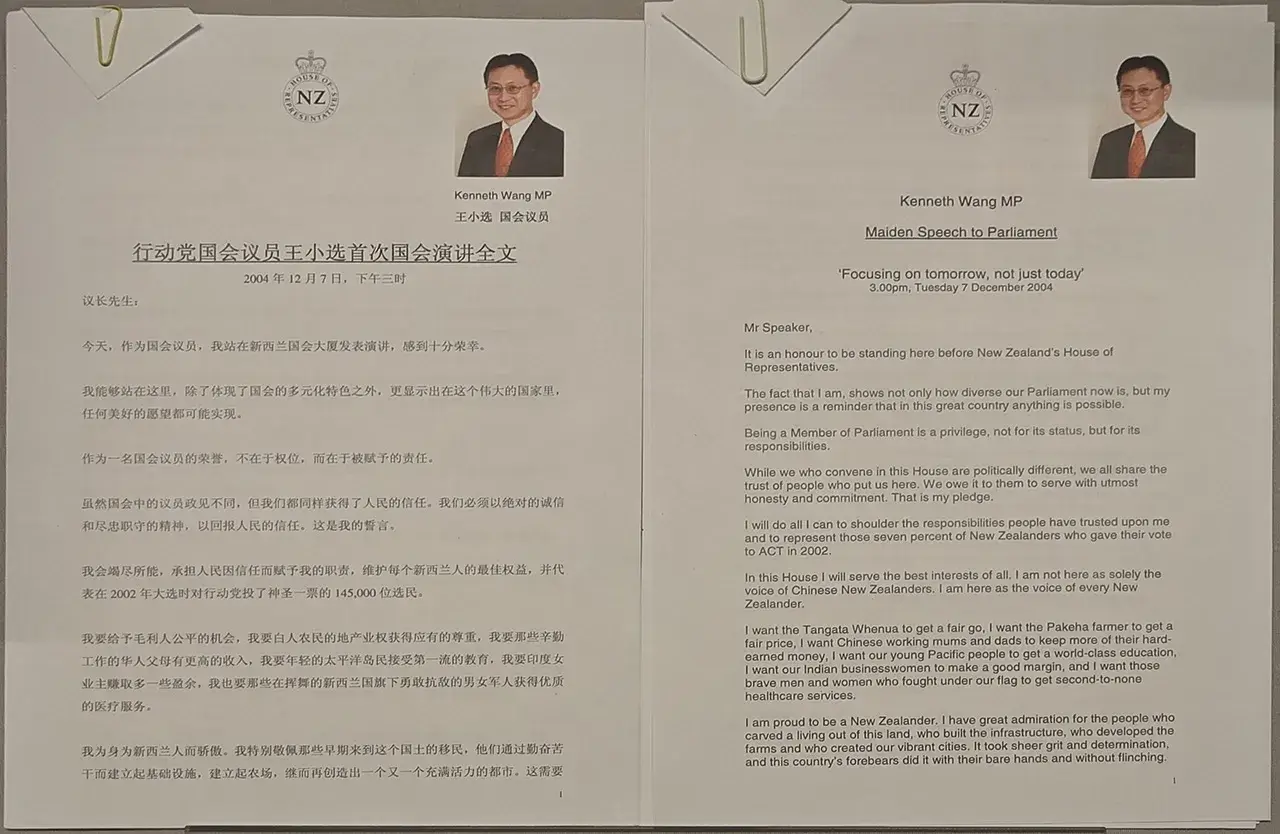 HOUSE OF
NZ
REPRESENTATIVES
Kenneth Wang MP
王小选 国会议员
行动党国会议员王小选首次国会演讲全文
2004 年 12 月 7 日，下午三时
议长先生：
今天，作为国会议员，我站在新西兰国会大厦发表演讲，感到十分荣幸。
我能够站在这里，除了体现了国会的多元化特色之外，更显示出在这个伟大的国家里，
任何美好的愿望都可能实现。
作为一名国会议员的荣誉，不在于权位，而在于被赋予的责任。
虽然国会中的议员政见不同，但我们都同样获得了人民的信任。我们必须以绝对的诚信
和尽忠职守的精神，以回报人民的信任。这是我的誓言。
我会竭尽所能，承担人民因信任而赋予我的职责，维护每个新西兰人的最佳权益，并代
表在 2002 年大选时对行动党投了神圣一票的 145,000 位选民。
我要给予毛利人公平的机会，我要白人农民的地产业权获得应有的尊重，我要那些辛勤
工作的华人父母有更高的收入，我要年轻的太平洋岛民接受第一流的教育，我要印度女
业主赚取多一些盈余，我也要那些在挥舞的新西兰国旗下勇敢抗敌的男女军人获得优质
的医疗服务。
我为身为新西兰人而骄傲。我特别敬佩那些早期来到这个国土的移民，他们通过勤奋苦
干而建立起基础设施，建立起农场，继而再创造出一个又一个充满活力的都市。这需要
1
HOUSE OF
NZ
REPRESENTATIVES
Kenneth Wang MP
Maiden Speech to Parliament
‘Focusing on tomorrow, not just today’
3.00pm, Tuesday 7 December 2004
Mr Speaker,
It is an honour to be standing here before New Zealand's House of
Representatives.
The fact that I am, shows not only how diverse our Parliament now is, but my
presence is a reminder that in this great country anything is possible.
Being a Member of Parliament is a privilege, not for its status, but for its
responsibilities.
While we who convene in this House are politically different, we all share the
trust of people who put us here. We owe it to them to serve with utmost
honesty and commitment. That is my pledge.
I will do all I can to shoulder the responsibilities people have trusted upon me
and to represent those seven percent of New Zealanders who gave their vote
to ACT in 2002.
In this House I will serve the best interests of all. I am not here as solely the
voice of Chinese New Zealanders. I am here as the voice of every New
Zealander.
I want the Tangata Whenua to get a fair go, I want the Pakeha farmer to get a
fair price, I want Chinese working mums and dads to keep more of their hard-
earned money, I want our young Pacific people to get a world-class education,
I want our Indian businesswomen to make a good margin, and I want those
brave men and women who fought under our flag to get second-to-none
healthcare services.
I am proud to be a New Zealander. I have great admiration for the people who
carved a living out of this land, who built the infrastructure, who developed the
farms and who created our vibrant cities. It took sheer grit and determination,
and this country's forebears did it with their bare hands and without flinching.
1